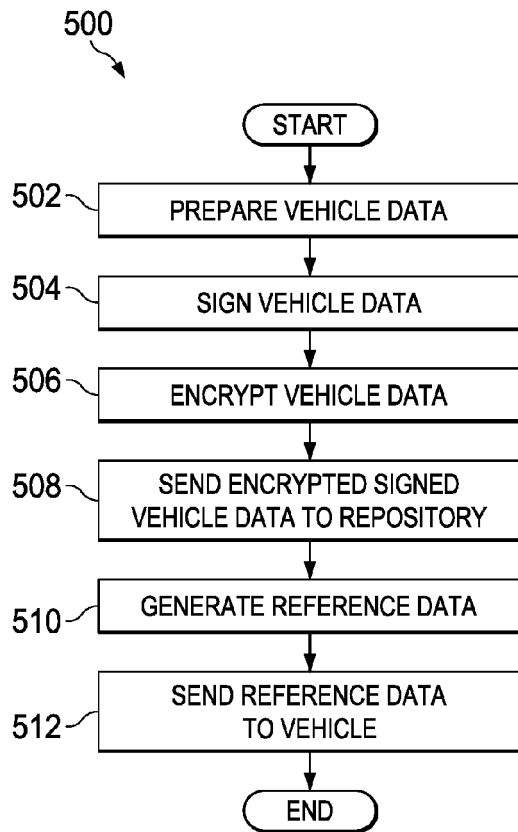 500
START
502
PREPARE VEHICLE DATA
504
SIGN VEHICLE DATA
506
ENCRYPT VEHICLE DATA
508
SEND ENCRYPTED SIGNED
VEHICLE DATA TO REPOSITORY
510
GENERATE REFERENCE DATA
512
SEND REFERENCE DATA
TO VEHICLE
END